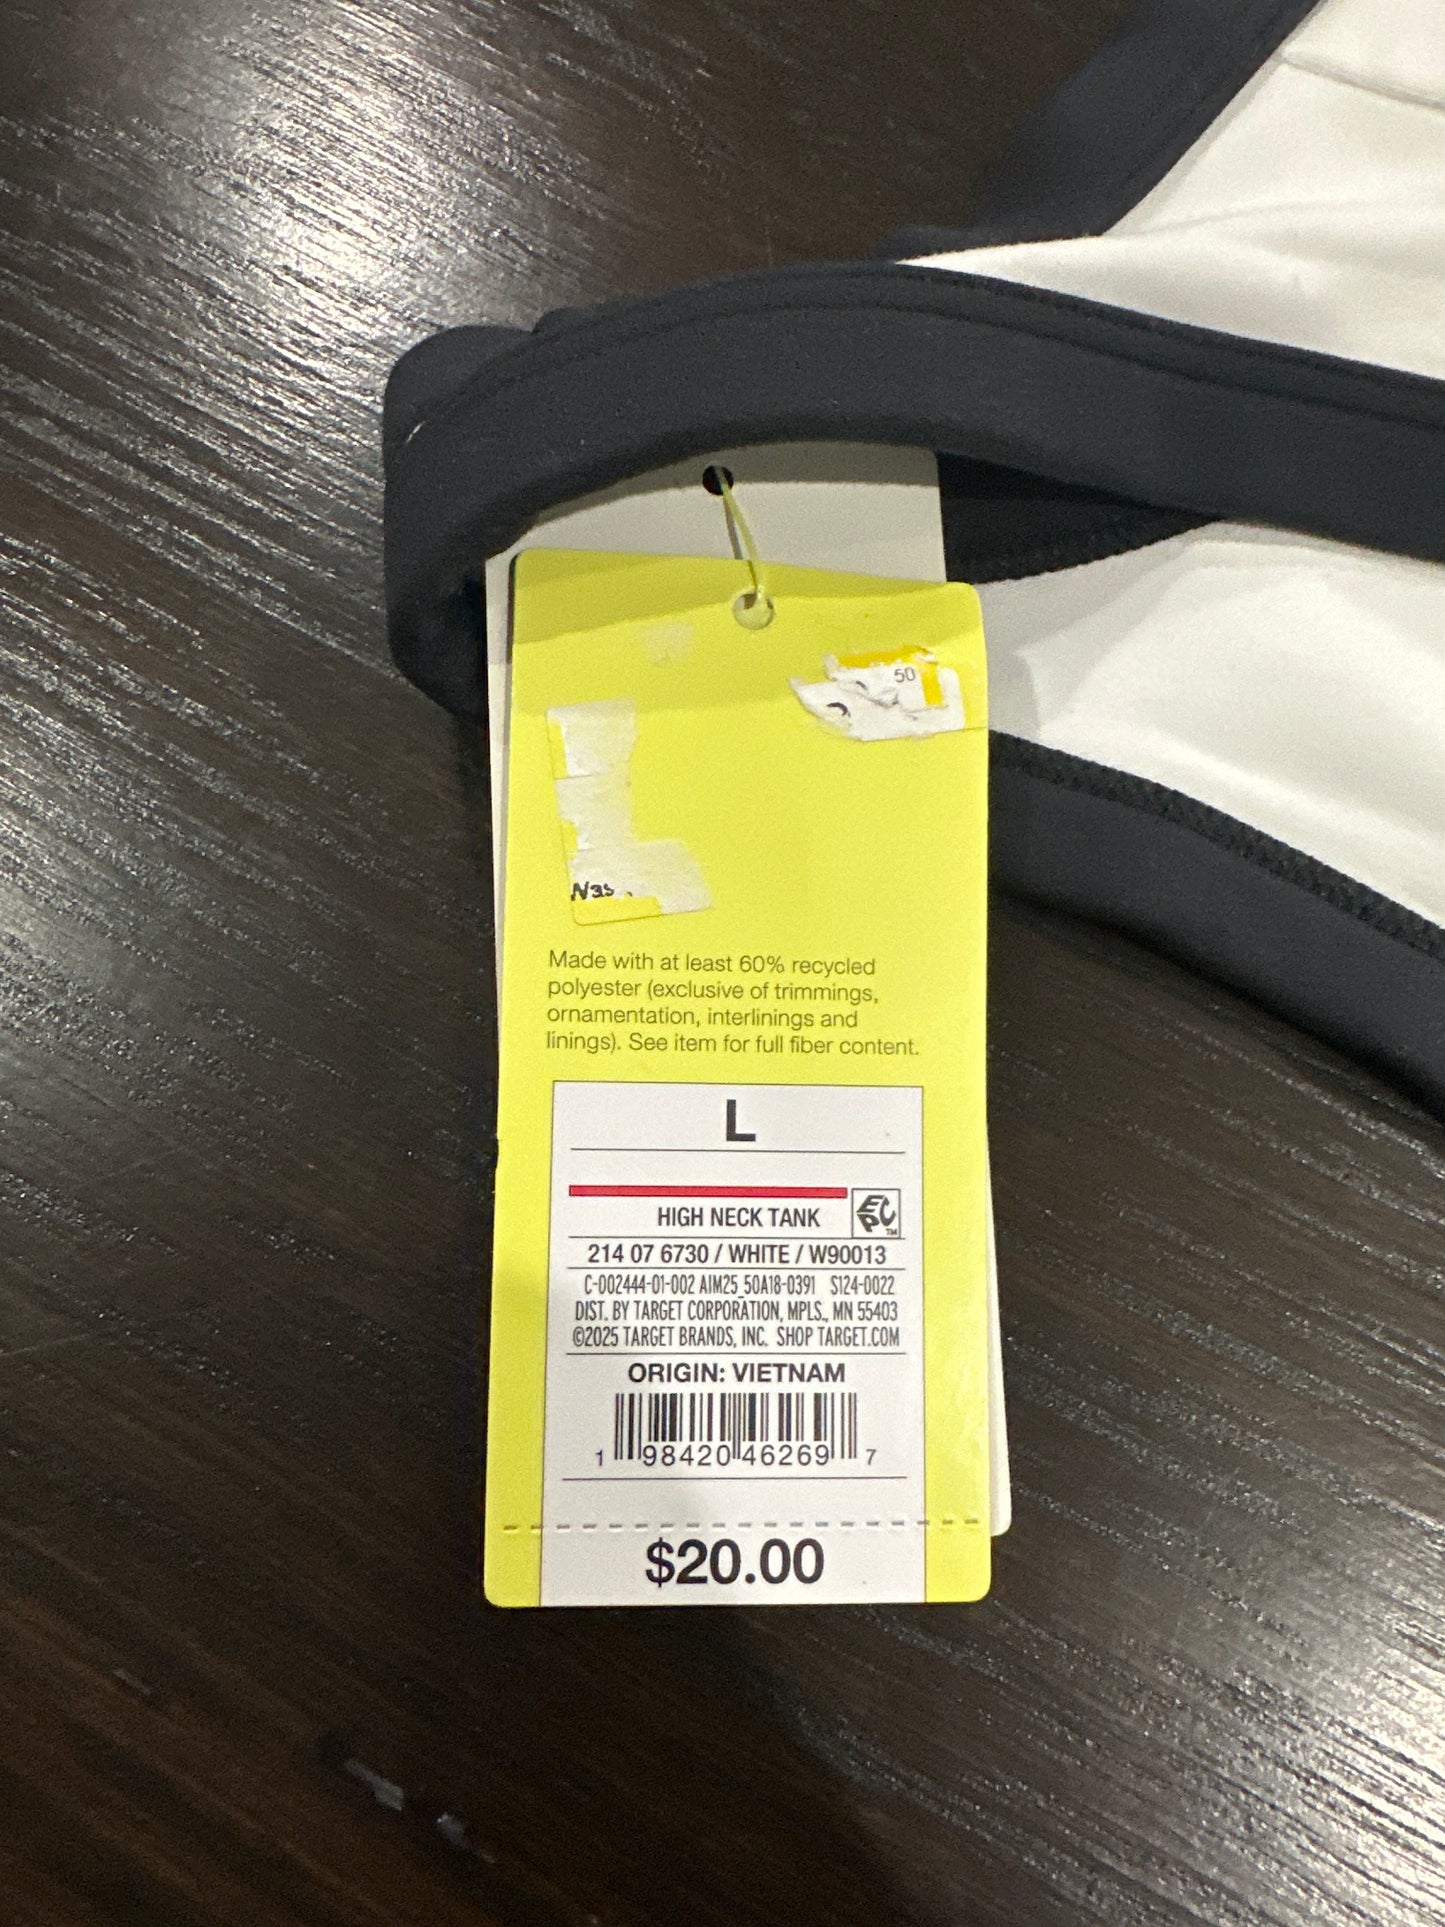 50
Made with at least 60% recycled
polyester (exclusive of trimmings,
ornamentation, interlinings and
linings). See item for full fiber content.
L
EPC™
HIGH NECK TANK
214 07 6730 / WHITE / W90013
C-002444-01-002 AIM25_50A18-0391 S124-0022
DIST. BY TARGET CORPORATION, MPLS., MN 55403
©2025 TARGET BRANDS, INC. SHOP TARGET.COM
ORIGIN: VIETNAM
1 98420 46269 7
$20.00